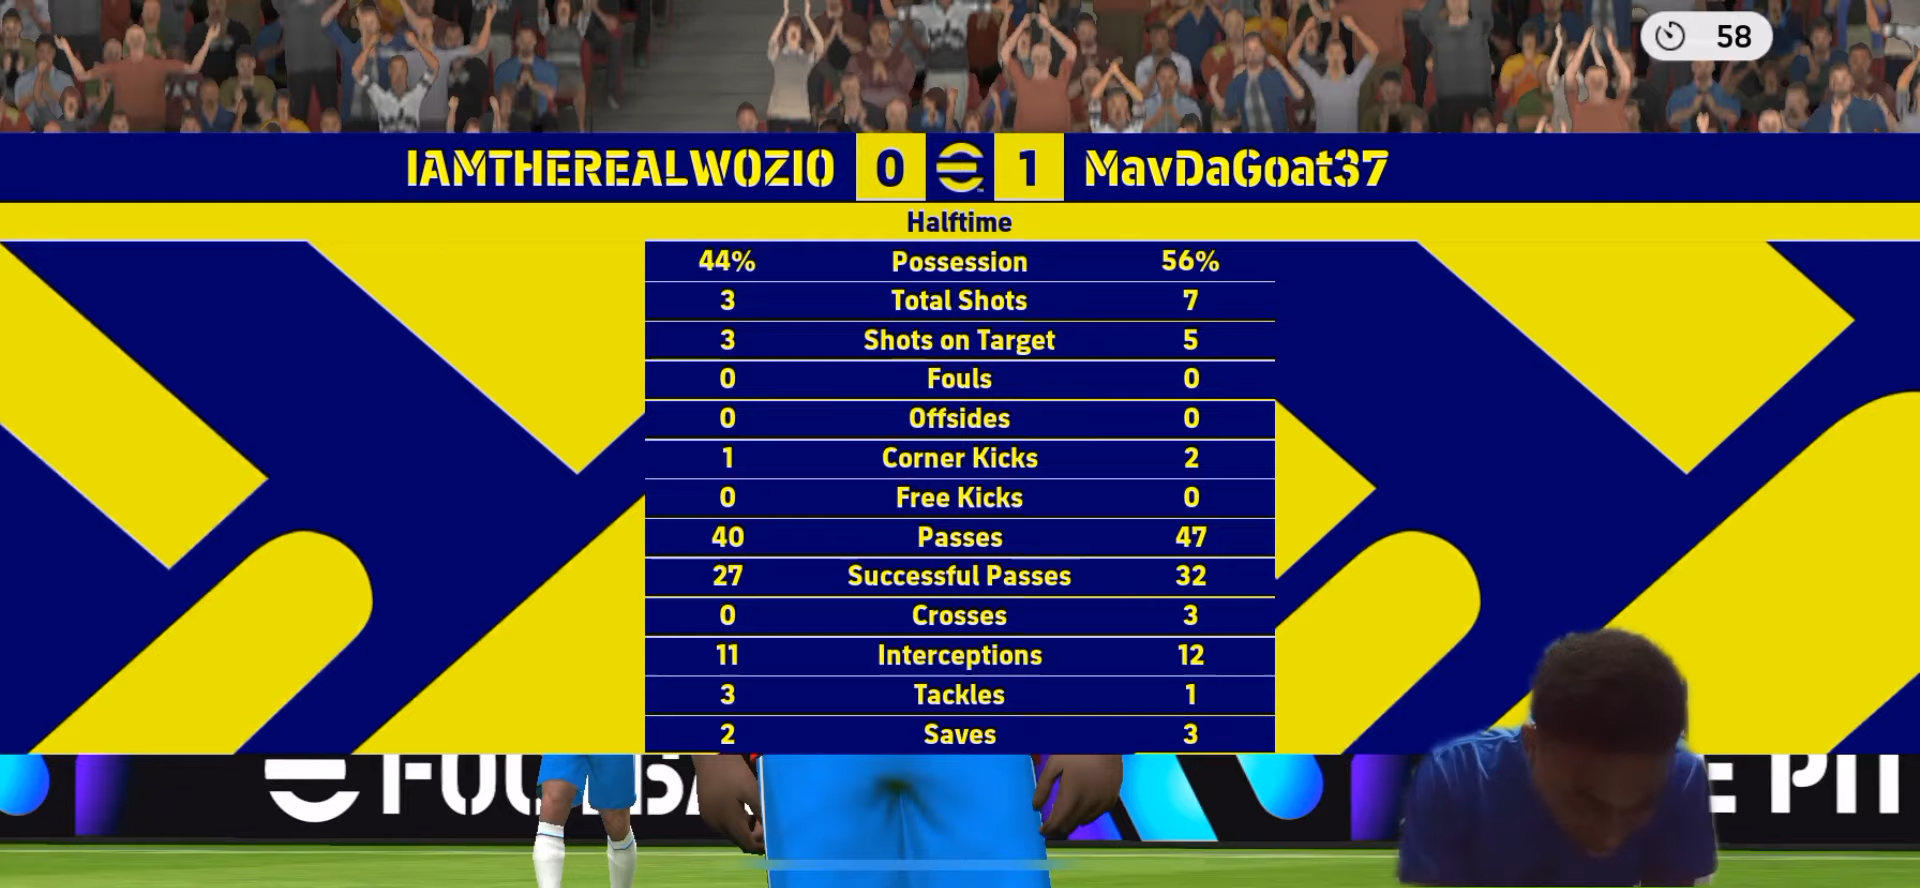 58
IAMTHEREALWOZIO 0 1 MavDaGoat37
Halftime
44% Possession 56%
3 Total Shots 7
3 Shots on Target 5
0 Fouls 0
0 Offsides 0
1 Corner Kicks 2
0 Free Kicks 0
40 Passes 47
27 Successful Passes 32
0 Crosses 3
11 Interceptions 12
3 Tackles 1
2 Saves 3